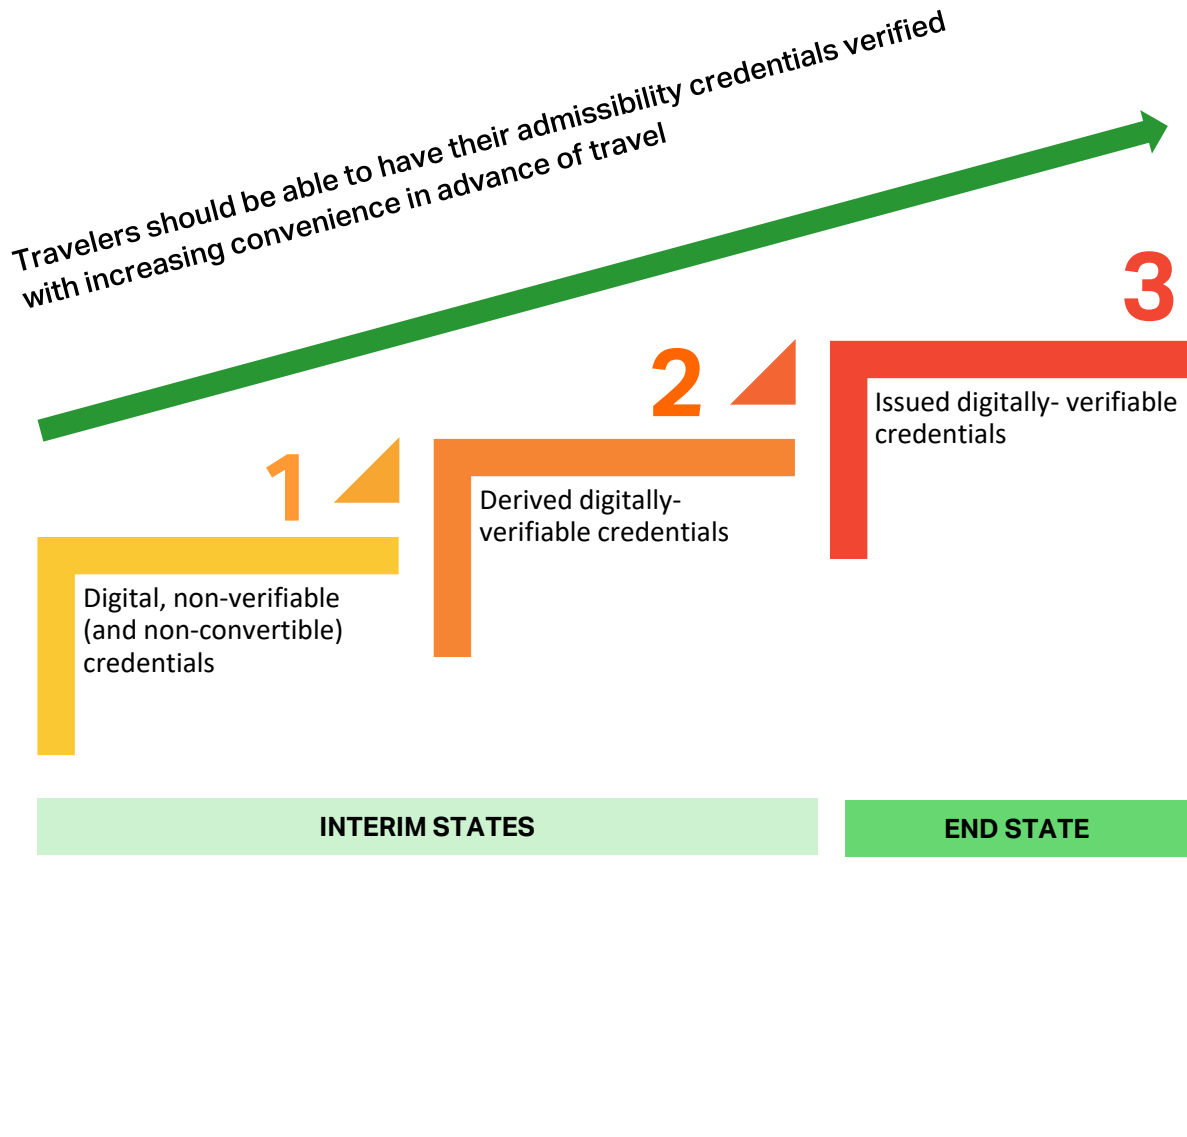 Travelers should be able to have their admissibility credentials verified
with increasing convenience in advance of travel
1
Digital, non-verifiable
(and non-convertible)
credentials
2
Derived digitally-
verifiable credentials
3
Issued digitally- verifiable
credentials
INTERIM STATES
END STATE